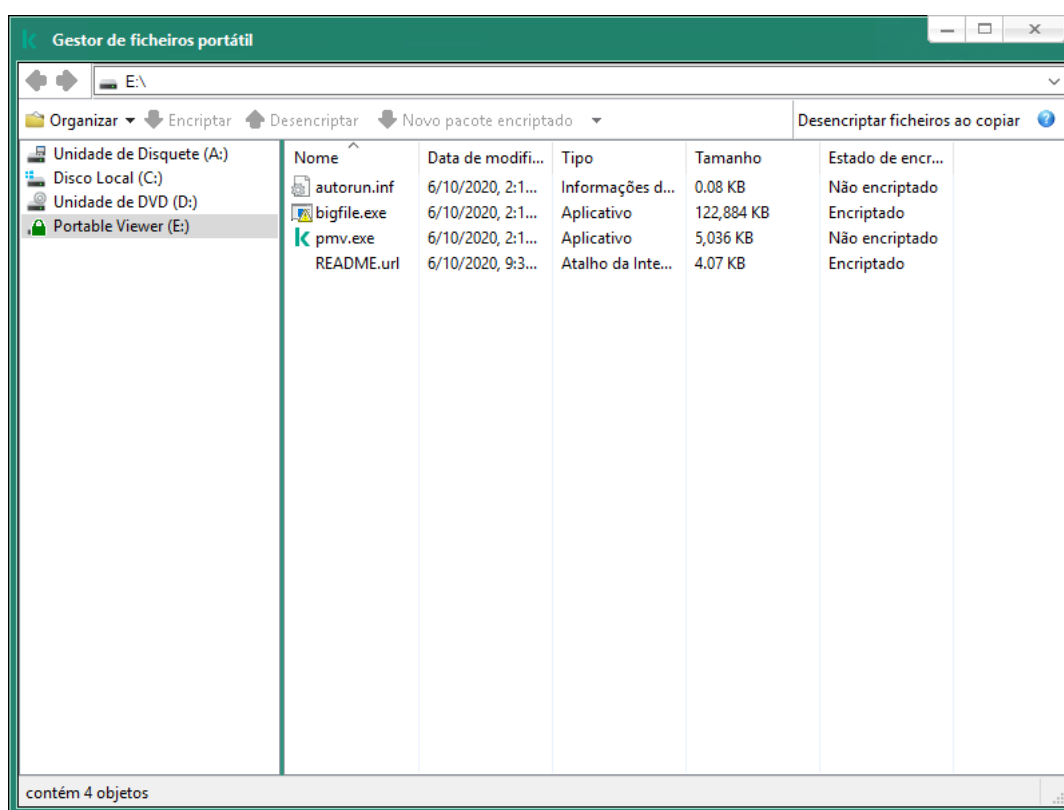 Gestor de ficheiros portátil
E:\
Organizar Encriptar Desencriptar Novo pacote encriptado Desencriptar ficheiros ao copiar
Unidade de Disquete (A:)
Disco Local (C:)
Unidade de DVD (D:)
Portable Viewer (E:)
Nome Data de modifi... Tipo Tamanho Estado de encr...
autorun.inf 6/10/2020, 2:1... Informações d... 0.08 KB Não encriptado
bigfile.exe 6/10/2020, 2:1... Aplicativo 122,884 KB Encriptado
pmv.exe 6/10/2020, 2:1... Aplicativo 5,036 KB Não encriptado
README.url 6/10/2020, 9:3... Atalho da Inte... 4.07 KB Encriptado
contém 4 objetos